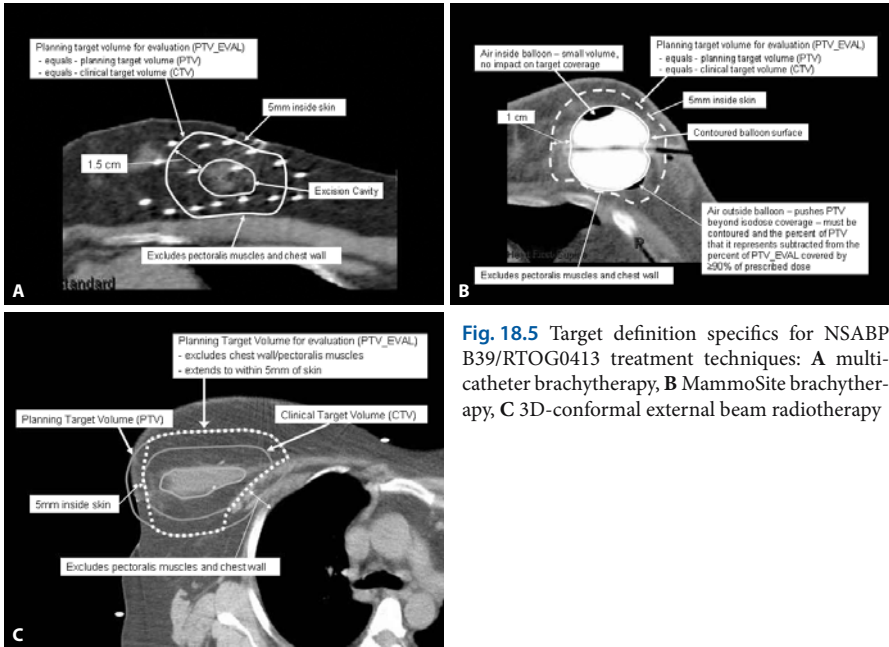 Planning target volume for evaluation (PTV_EVAL)
- equals - planning target volume (PTV)
- equals - clinical target volume (CTV)
5mm inside skin
1.5 cm
Excision Cavity
Excludes pectoralis muscles and chest wall
tandard
A
Air inside balloon – small volume,
no impact on target coverage
Planning target volume for evaluation (PTV_EVAL)
- equals - planning target volume (PTV)
- equals - clinical target volume (CTV)
5mm inside skin
1 cm
Contoured balloon surface
Air outside balloon – pushes PTV
beyond isodose coverage – must be
contoured and the percent of PTV
that it represents subtracted from the
percent of PTV_EVAL covered by
≥90% of prescribed dose
R
Excludes pectoralis muscles and chest wall
B
Planning Target Volume for evaluation (PTV_EVAL)
- excludes chest wall/pectoralis muscles
- extends to within 5mm of skin
Planning Target Volume (PTV)
Clinical Target Volume (CTV)
5mm inside skin
Excludes pectoralis muscles and chest wall
C
Fig. 18.5 Target definition specifics for NSABP
B39/RTOG0413 treatment techniques: A multi-
catheter brachytherapy, B MammoSite brachyther-
apy, C 3D-conformal external beam radiotherapy